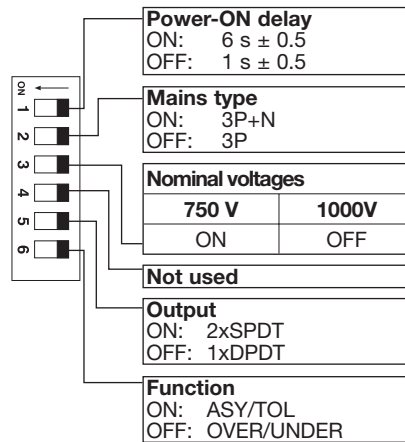 Power-ON delay
ON: 6 s ± 0.5
OFF: 1 s ± 0.5
Mains type
ON: 3P+N
OFF: 3P
Nominal voltages
750 V 1000V
ON OFF
Not used
Output
ON: 2xSPDT
OFF: 1xDPDT
Function
ON: ASY/TOL
OFF: OVER/UNDER
ON
1
2
3
4
5
6